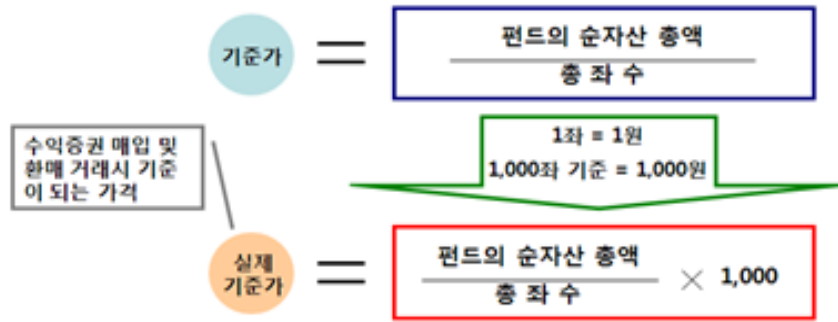 기준가
펀드의 순자산 총액
총 좌 수
1좌 = 1원
1,000좌 기준 = 1,000원
수익증권 매입 및
환매 거래시 기준
이 되는 가격
실제
기준가
펀드의 순자산 총액
총 좌 수
× 1,000